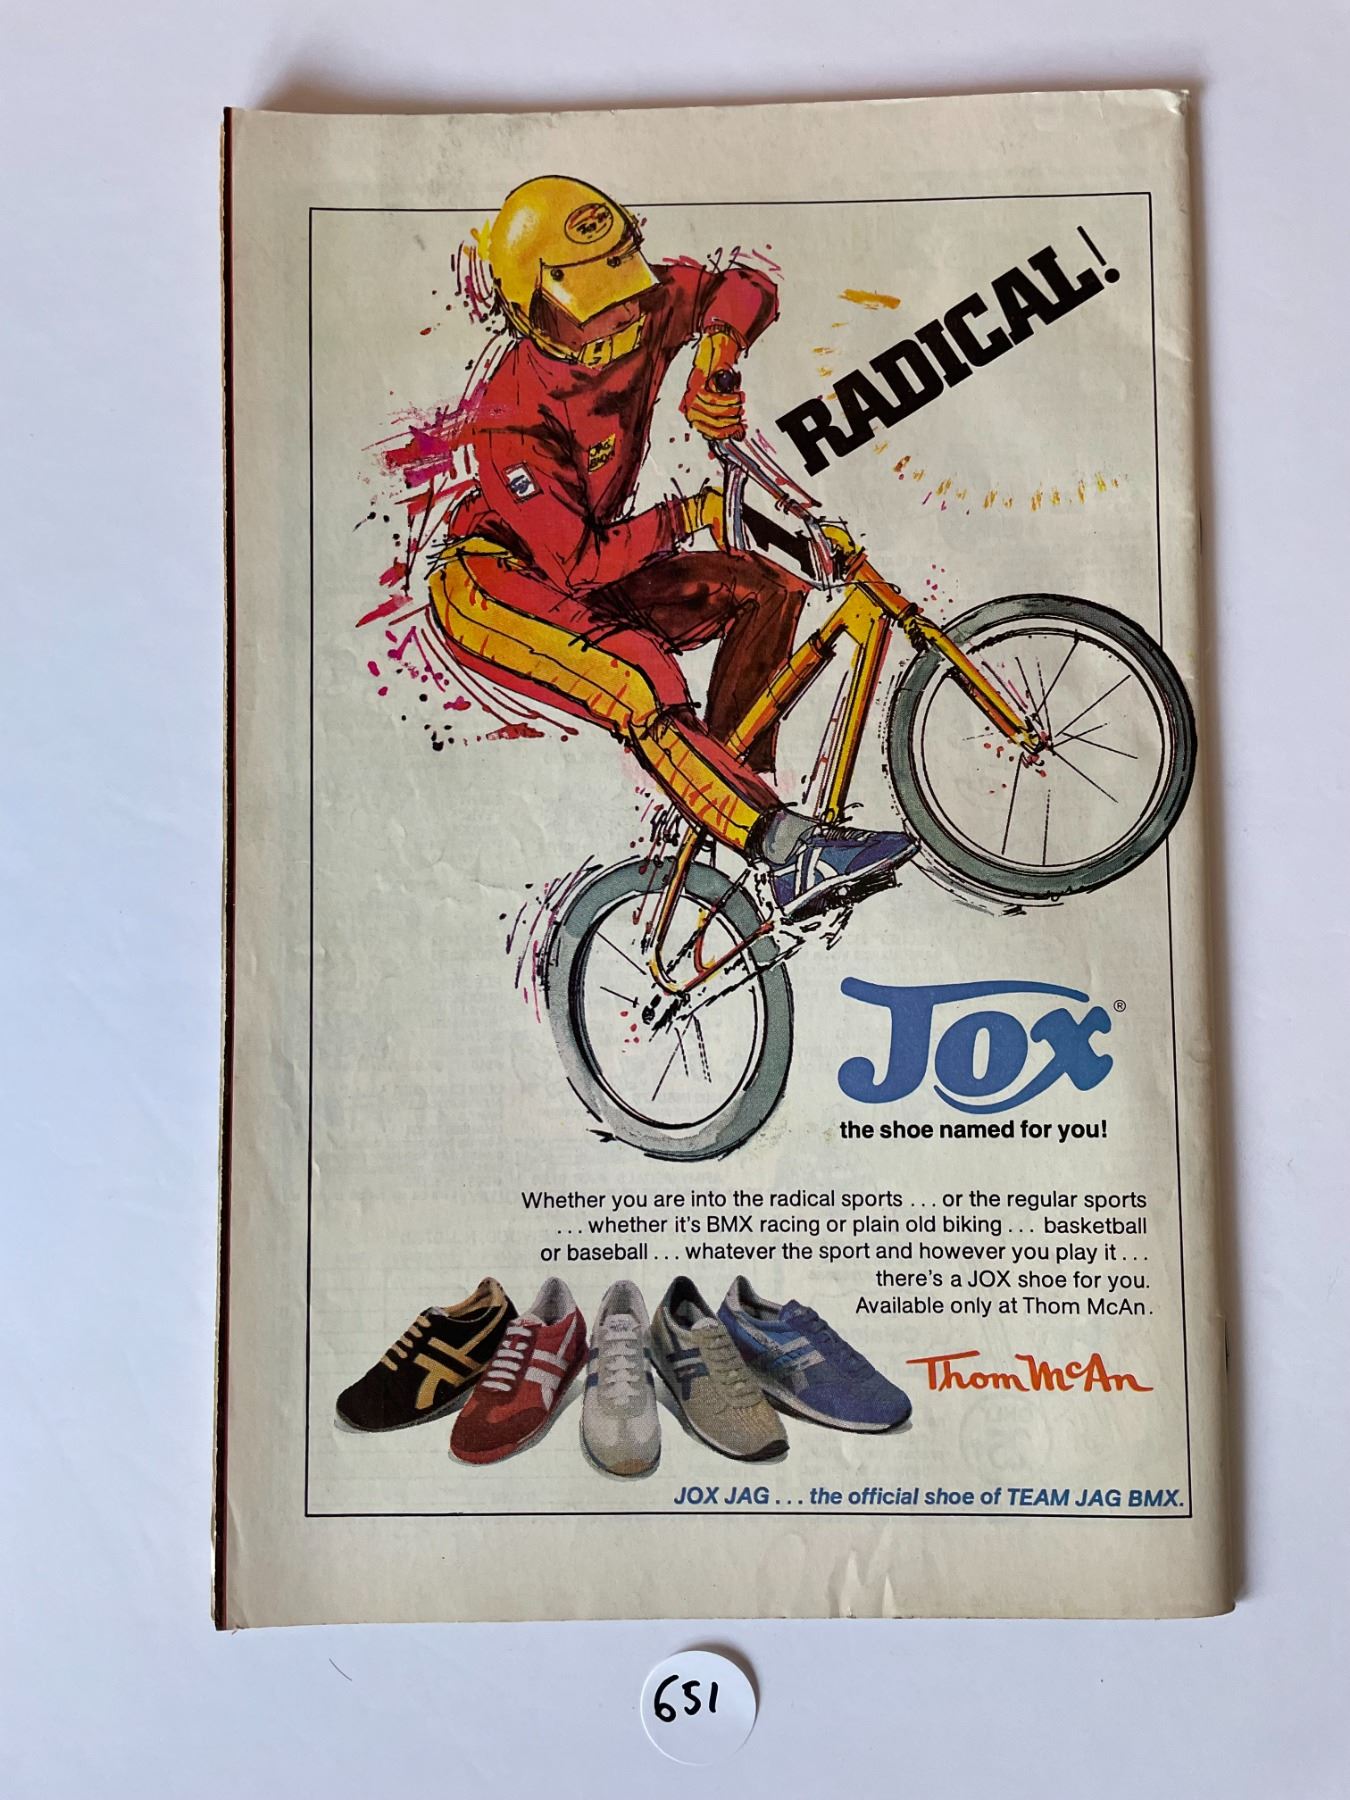 RADICAL!
JAG
BMX
Jox®
the shoe named for you!
Whether you are into the radical sports . . . or the regular sports
. . . whether it's BMX racing or plain old biking . . . basketball
or baseball . . . whatever the sport and however you play it . . .
there's a JOX shoe for you.
Available only at Thom McAn.
Thom McAn
JOX JAG . . . the official shoe of TEAM JAG BMX.
651